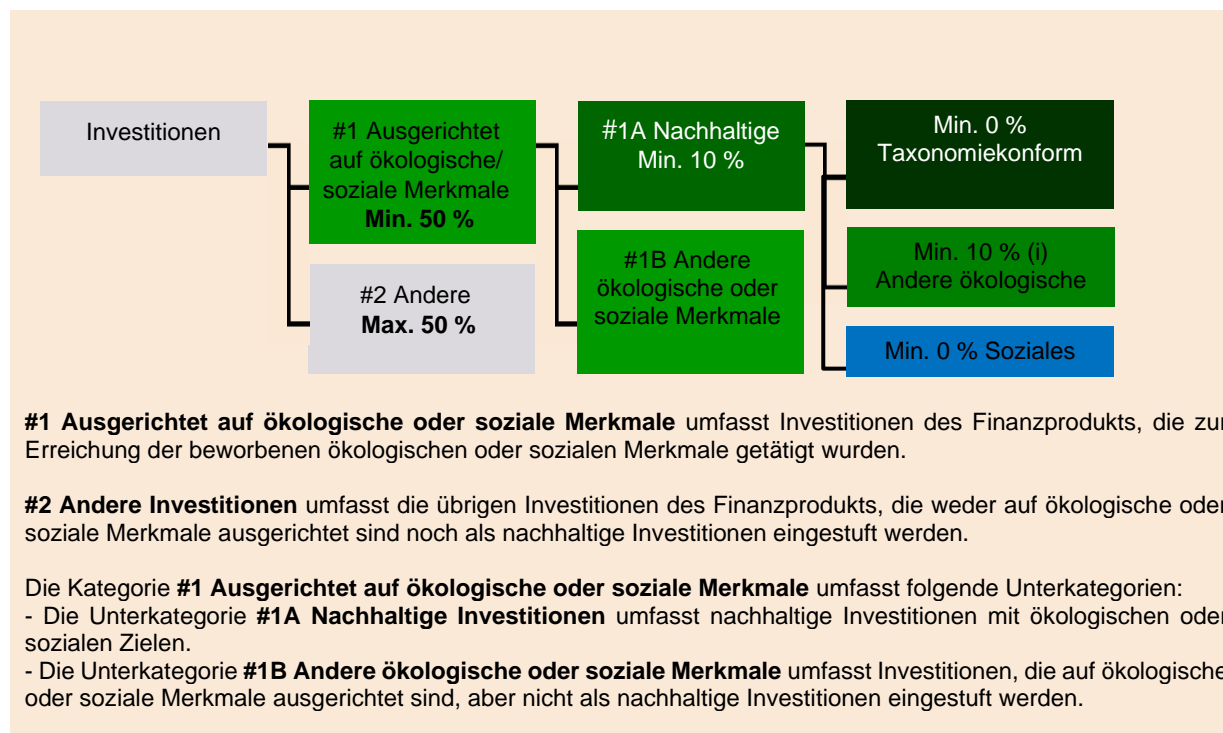 Investitionen
#1 Ausgerichtet
auf ökologische/
soziale Merkmale
Min. 50 %
#2 Andere
Max. 50 %
#1A Nachhaltige
Min. 10 %
#1B Andere
ökologische oder
soziale Merkmale
Min. 0 %
Taxonomiekonform
Min. 10 % (i)
Andere ökologische
Min. 0 % Soziales
#1 Ausgerichtet auf ökologische oder soziale Merkmale umfasst Investitionen des Finanzprodukts, die zur
Erreichung der beworbenen ökologischen oder sozialen Merkmale getätigt wurden.
#2 Andere Investitionen umfasst die übrigen Investitionen des Finanzprodukts, die weder auf ökologische oder
soziale Merkmale ausgerichtet sind noch als nachhaltige Investitionen eingestuft werden.
Die Kategorie #1 Ausgerichtet auf ökologische oder soziale Merkmale umfasst folgende Unterkategorien:
- Die Unterkategorie #1A Nachhaltige Investitionen umfasst nachhaltige Investitionen mit ökologischen oder
sozialen Zielen.
- Die Unterkategorie #1B Andere ökologische oder soziale Merkmale umfasst Investitionen, die auf ökologische
oder soziale Merkmale ausgerichtet sind, aber nicht als nachhaltige Investitionen eingestuft werden.